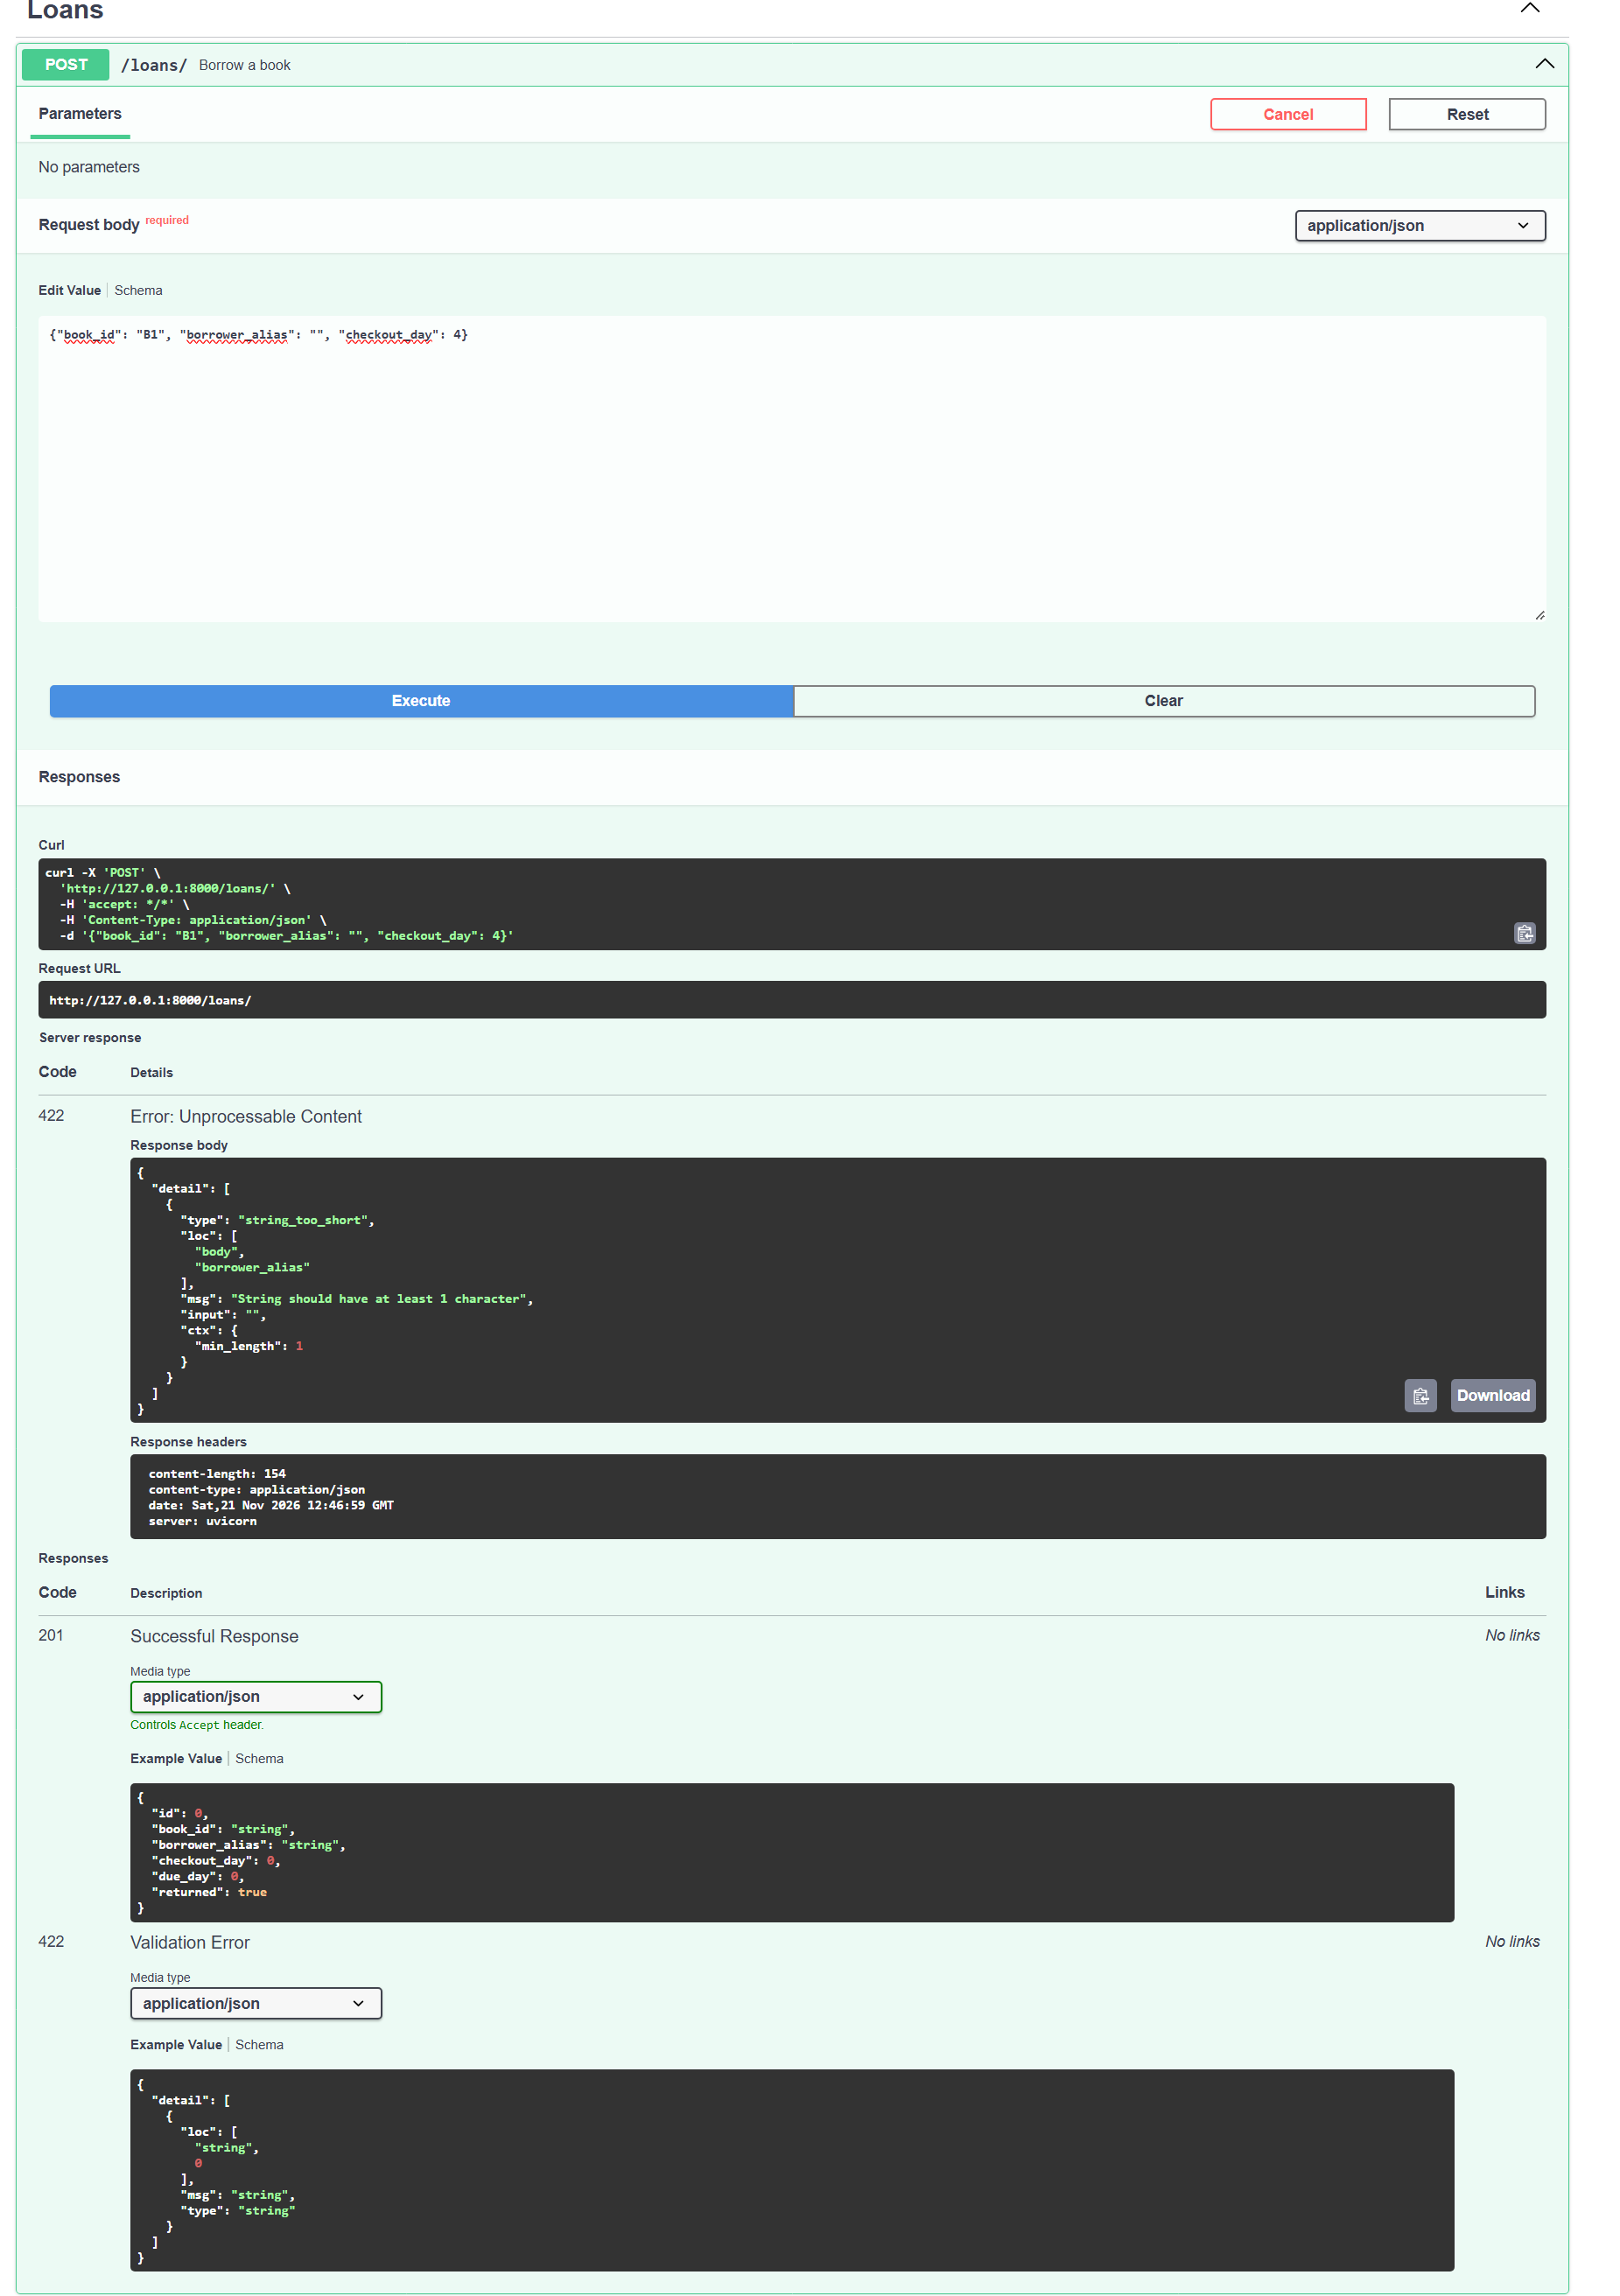 Loans
POST /loans/ Borrow a book
Parameters
Cancel
Reset
No parameters
Request body required
application/json
Edit Value | Schema
{"book_id": "B1", "borrower_alias": "", "checkout_day": 4}
Execute
Clear
Responses
Curl
curl -X 'POST' \
  'http://127.0.0.1:8000/loans/' \
  -H 'accept: */*' \
  -H 'Content-Type: application/json' \
  -d '{"book_id": "B1", "borrower_alias": "", "checkout_day": 4}'
Request URL
http://127.0.0.1:8000/loans/
Server response
Code Details
422 Error: Unprocessable Content
Response body
{
  "detail": [
    {
      "type": "string_too_short",
      "loc": [
        "body",
        "borrower_alias"
      ],
      "msg": "String should have at least 1 character",
      "input": "",
      "ctx": {
        "min_length": 1
      }
    }
  ]
}
Download
Response headers
content-length: 154
content-type: application/json
date: Sat,21 Nov 2026 12:46:59 GMT
server: uvicorn
Responses
Code Description Links
201 Successful Response No links
Media type
application/json
Controls Accept header.
Example Value | Schema
{
  "id": 0,
  "book_id": "string",
  "borrower_alias": "string",
  "checkout_day": 0,
  "due_day": 0,
  "returned": true
}
422 Validation Error No links
Media type
application/json
Example Value | Schema
{
  "detail": [
    {
      "loc": [
        "string",
        0
      ],
      "msg": "string",
      "type": "string"
    }
  ]
}